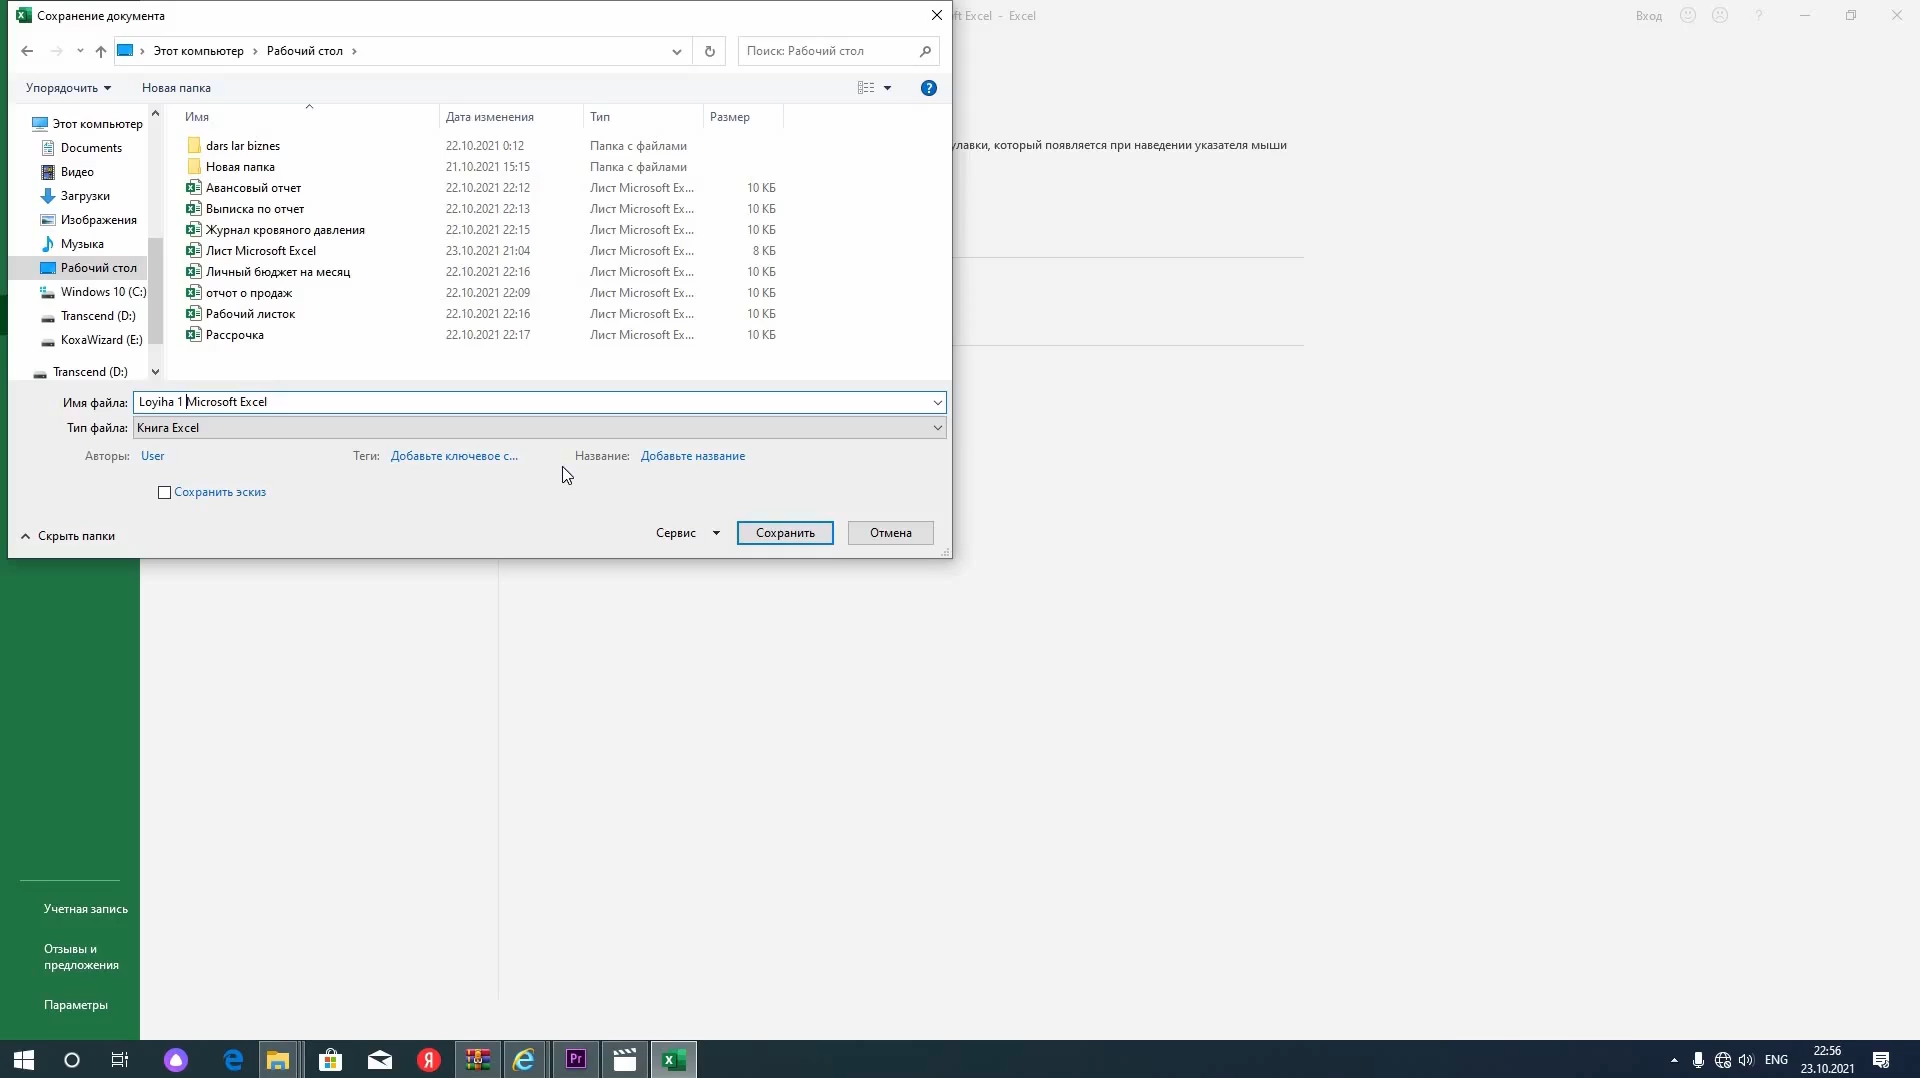 Сохранение документа
ft Excel - Excel
Вход
?
Этот компьютер › Рабочий стол ›
Поиск: Рабочий стол
Упорядочить
Новая папка
?
Имя
Дата изменения
Тип
Размер
Этот компьютер
Documents
Видео
Загрузки
Изображения
Музыка
Рабочий стол
Windows 10 (C:)
Transcend (D:)
KoxaWizard (E:)
Transcend (D:)
dars lar biznes 22.10.2021 0:12 Папка с файлами
Новая папка 21.10.2021 15:15 Папка с файлами
Авансовый отчет 22.10.2021 22:12 Лист Microsoft Ex... 10 КБ
Выписка по отчет 22.10.2021 22:13 Лист Microsoft Ex... 10 КБ
Журнал кровяного давления 22.10.2021 22:15 Лист Microsoft Ex... 10 КБ
Лист Microsoft Excel 23.10.2021 21:04 Лист Microsoft Ex... 8 КБ
Личный бюджет на месяц 22.10.2021 22:16 Лист Microsoft Ex... 10 КБ
отчот о продаж 22.10.2021 22:09 Лист Microsoft Ex... 10 КБ
Рабочий листок 22.10.2021 22:16 Лист Microsoft Ex... 10 КБ
Рассрочка 22.10.2021 22:17 Лист Microsoft Ex... 10 КБ
улавки, который появляется при наведении указателя мыши
Имя файла: Loyiha 1 Microsoft Excel
Тип файла: Книга Excel
Авторы: User
Теги: Добавьте ключевое с...
Название: Добавьте название
Сохранить эскиз
Скрыть папки
Сервис
Сохранить
Отмена
Учетная запись
Отзывы и
предложения
Параметры
Я
Pr
ENG
22:56
23.10.2021